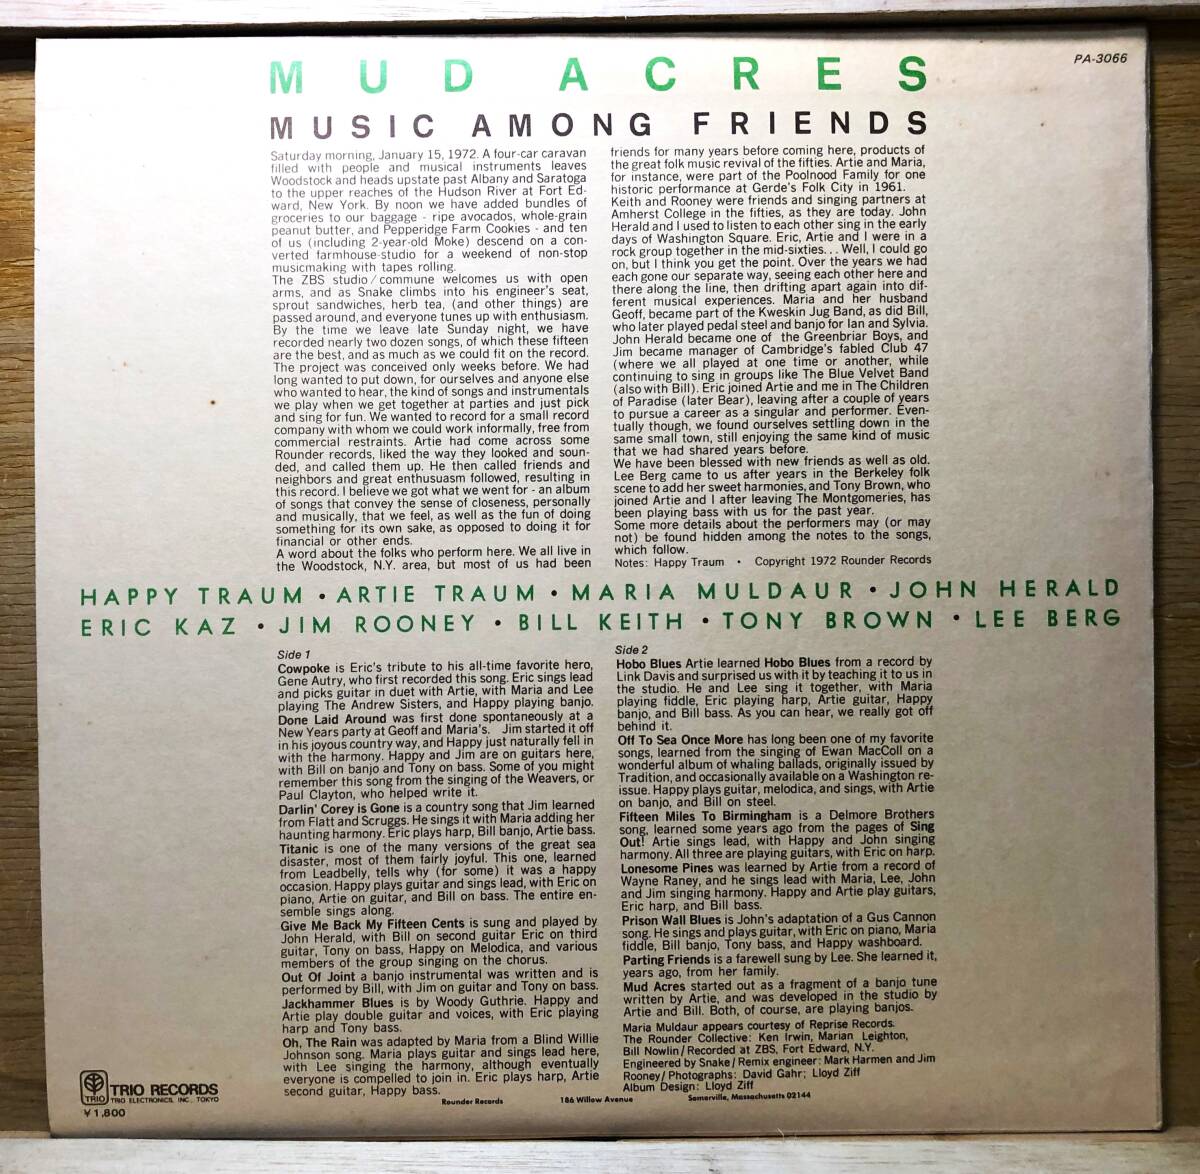 PA-3066
MUD ACRES
MUSIC AMONG FRIENDS
Saturday morning, January 15, 1972. A four-car caravan
filled with people and musical instruments leaves
Woodstock and heads upstate past Albany and Saratoga
to the upper reaches of the Hudson River at Fort Ed-
ward, New York. By noon we have added bundles of
groceries to our baggage - ripe avocados, whole-grain
peanut butter, and Pepperidge Farm Cookies - and ten
of us (including 2-year-old Moke) descend on a con-
verted farmhouse-studio for a weekend of non-stop
musicmaking with tapes rolling.
The ZBS studio/commune welcomes us with open
arms, and as Snake climbs into his engineer's seat,
sprout sandwiches, herb tea, (and other things) are
passed around, and everyone tunes up with enthusiasm.
By the time we leave late Sunday night, we have
recorded nearly two dozen songs, of which these fifteen
are the best, and as much as we could fit on the record.
The project was conceived only weeks before. We had
long wanted to put down, for ourselves and anyone else
who wanted to hear, the kind of songs and instrumentals
we play when we get together at parties and just pick
and sing for fun. We wanted to record for a small record
company with whom we could work informally, free from
commercial restraints. Artie had come across some
Rounder records, liked the way they looked and soun-
ded, and called them up. He then called friends and
neighbors and great enthusuasm followed, resulting in
this record. I believe we got what we went for - an album
of songs that convey the sense of closeness, personally
and musically, that we feel, as well as the fun of doing
something for its own sake, as opposed to doing it for
financial or other ends.
A word about the folks who perform here. We all live in
the Woodstock, N.Y. area, but most of us had been
friends for many years before coming here, products of
the great folk music revival of the fifties. Artie and Maria,
for instance, were part of the Poolnood Family for one
historic performance at Gerde's Folk City in 1961.
Keith and Rooney were friends and singing partners at
Amherst College in the fifties, as they are today. John
Herald and I used to listen to each other sing in the early
days of Washington Square. Eric, Artie and I were in a
rock group together in the mid-sixties... Well, I could go
on, but I think you get the point. Over the years we had
each gone our separate way, seeing each other here and
there along the line, then drifting apart again into dif-
ferent musical experiences. Maria and her husband
Geoff, became part of the Kweskin Jug Band, as did Bill,
who later played pedal steel and banjo for Ian and Sylvia.
John Herald became one of the Greenbriar Boys, and
Jim became manager of Cambridge's fabled Club 47
(where we all played at one time or another, while
continuing to sing in groups like The Blue Velvet Band
(also with Bill). Eric joined Artie and me in The Children
of Paradise (later Bear), leaving after a couple of years
to pursue a career as a singular and performer. Even-
tually though, we found ourselves settling down in the
same small town, still enjoying the same kind of music
that we had shared years before.
We have been blessed with new friends as well as old.
Lee Berg came to us after years in the Berkeley folk
scene to add her sweet harmonies, and Tony Brown, who
joined Artie and I after leaving The Montgomeries, has
been playing bass with us for the past year.
Some more details about the performers may (or may
not) be found hidden among the notes to the songs,
which follow.
Notes: Happy Traum • Copyright 1972 Rounder Records
HAPPY TRAUM • ARTIE TRAUM • MARIA MULDAUR • JOHN HERALD
ERIC KAZ • JIM ROONEY • BILL KEITH • TONY BROWN • LEE BERG
Side 1
Cowpoke is Eric's tribute to his all-time favorite hero,
Gene Autry, who first recorded this song. Eric sings lead
and picks guitar in duet with Artie, with Maria and Lee
playing The Andrew Sisters, and Happy playing banjo.
Done Laid Around was first done spontaneously at a
New Years party at Geoff and Maria's. Jim started it off
in his joyous country way, and Happy just naturally fell in
with the harmony. Happy and Jim are on guitars here,
with Bill on banjo and Tony on bass. Some of you might
remember this song from the singing of the Weavers, or
Paul Clayton, who helped write it.
Darlin' Corey is Gone is a country song that Jim learned
from Flatt and Scruggs. He sings it with Maria adding her
haunting harmony. Eric plays harp, Bill banjo, Artie bass.
Titanic is one of the many versions of the great sea
disaster, most of them fairly joyful. This one, learned
from Leadbelly, tells why (for some) it was a happy
occasion. Happy plays guitar and sings lead, with Eric on
piano, Artie on guitar, and Bill on bass. The entire en-
semble sings along.
Give Me Back My Fifteen Cents is sung and played by
John Herald, with Bill on second guitar Eric on third
guitar, Tony on bass, Happy on Melodica, and various
members of the group singing on the chorus.
Out Of Joint a banjo instrumental was written and is
performed by Bill, with Jim on guitar and Tony on bass.
Jackhammer Blues is by Woody Guthrie. Happy and
Artie play double guitar and voices, with Eric playing
harp and Tony bass.
Oh, The Rain was adapted by Maria from a Blind Willie
Johnson song. Maria plays guitar and sings lead here,
with Lee singing the harmony, although eventually
everyone is compelled to join in. Eric plays harp, Artie
second guitar, Happy bass.
Side 2
Hobo Blues Artie learned Hobo Blues from a record by
Link Davis and surprised us with it by teaching it to us in
the studio. He and Lee sing it together, with Maria
playing fiddle, Eric playing harp, Artie guitar, Happy
banjo, and Bill bass. As you can hear, we really got off
behind it.
Off To Sea Once More has long been one of my favorite
songs, learned from the singing of Ewan MacColl on a
wonderful album of whaling ballads, originally issued by
Tradition, and occasionally available on a Washington re-
issue. Happy plays guitar, melodica, and sings, with Artie
on banjo, and Bill on steel.
Fifteen Miles To Birmingham is a Delmore Brothers
song, learned some years ago from the pages of Sing
Out! Artie sings lead, with Happy and John singing
harmony. All three are playing guitars, with Eric on harp.
Lonesome Pines was learned by Artie from a record of
Wayne Raney, and he sings lead with Maria, Lee, John
and Jim singing harmony. Happy and Artie play guitars,
Eric harp, and Bill bass.
Prison Wall Blues is John's adaptation of a Gus Cannon
song. He sings and plays guitar, with Eric on piano, Maria
fiddle, Bill banjo, Tony bass, and Happy washboard.
Parting Friends is a farewell sung by Lee. She learned it,
years ago, from her family.
Mud Acres started out as a fragment of a banjo tune
written by Artie, and was developed in the studio by
Artie and Bill. Both, of course, are playing banjos.
Maria Muldaur appears courtesy of Reprise Records.
The Rounder Collective: Ken Irwin, Marian Leighton,
Bill Nowlin/Recorded at ZBS, Fort Edward, N.Y.
Engineered by Snake/Remix engineer: Mark Harmen and Jim
Rooney/Photographs: David Gahr; Lloyd Ziff
Album Design: Lloyd Ziff
TRIO
TRIO RECORDS
TRIO ELECTRONICS, INC., TOKYO
¥1,800
Rounder Records 186 Willow Avenue Somerville, Massachusetts 02144